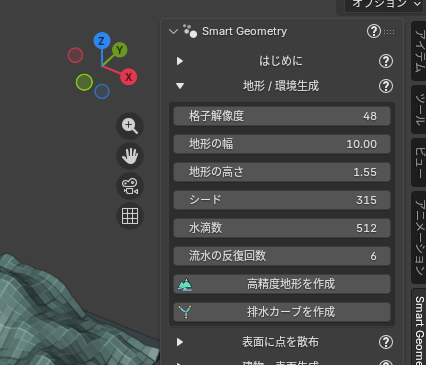 オプション
Smart Geometry
はじめに
地形 / 環境生成
格子解像度 48
地形の幅 10.00
地形の高さ 1.55
シード 315
水滴数 512
流水の反復回数 6
高精度地形を作成
排水カーブを作成
表面に点を散布
Z
Y
X
アイテム
ツール
ビュー
アニメーション